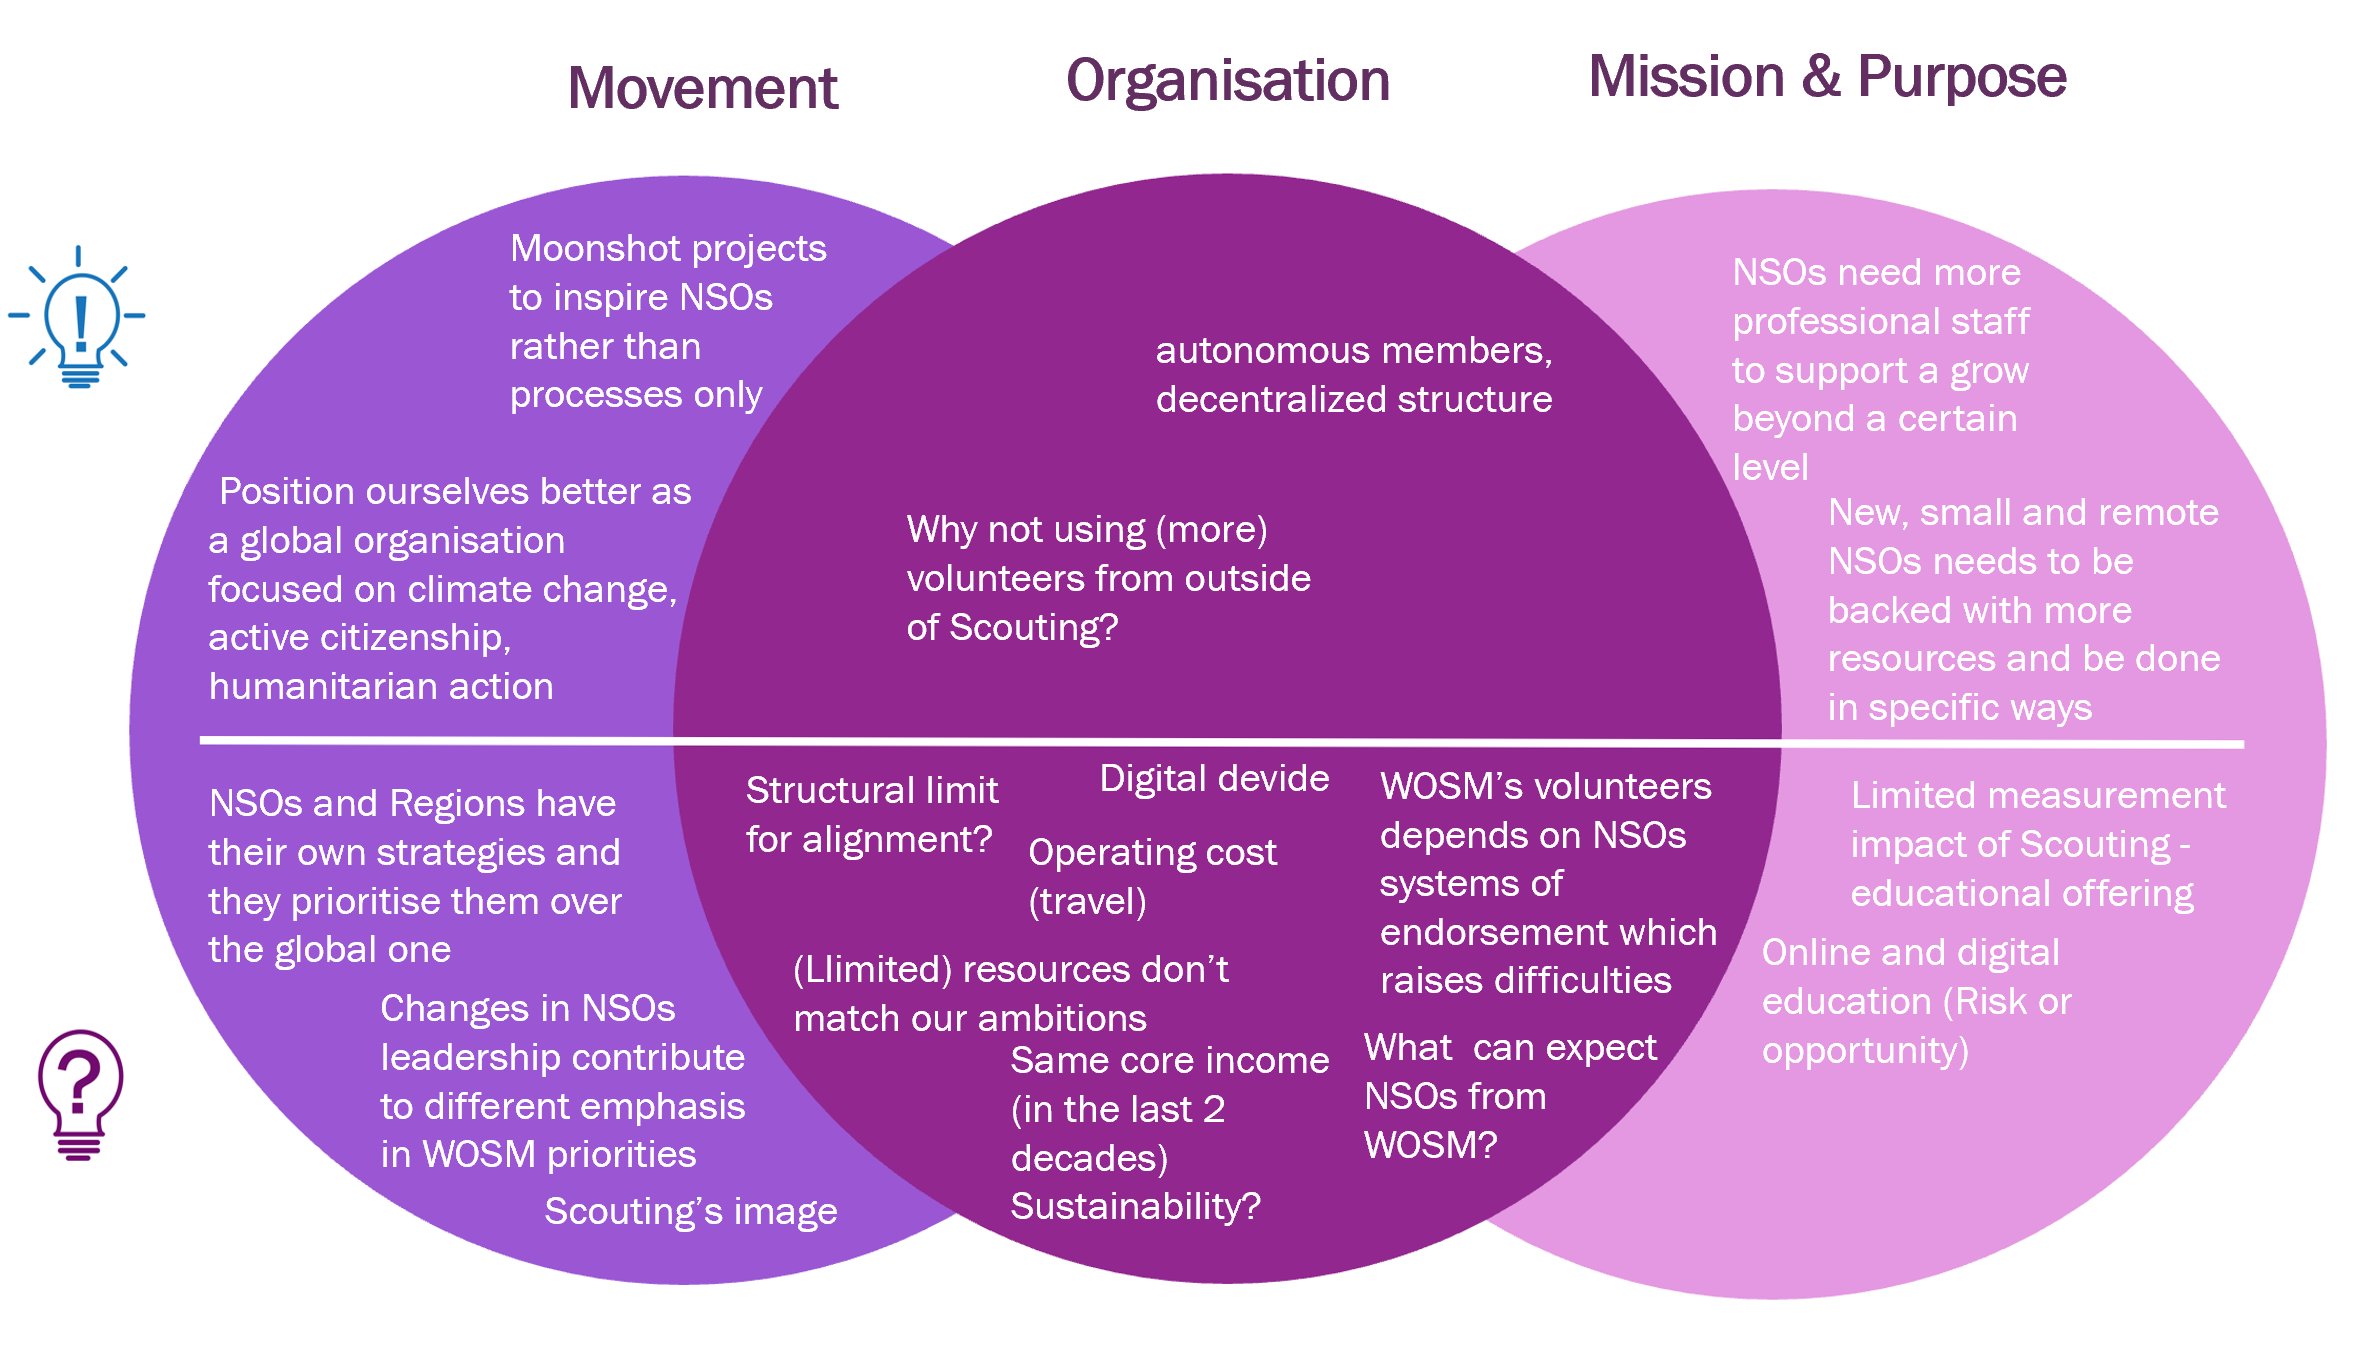 Movement
Organisation
Mission & Purpose
!
Moonshot projects
to inspire NSOs
rather than
processes only
Position ourselves better as
a global organisation
focused on climate change,
active citizenship,
humanitarian action
autonomous members,
decentralized structure
Why not using (more)
volunteers from outside
of Scouting?
NSOs need more
professional staff
to support a grow
beyond a certain
level
New, small and remote
NSOs needs to be
backed with more
resources and be done
in specific ways
?
NSOs and Regions have
their own strategies and
they prioritise them over
the global one
Changes in NSOs
leadership contribute
to different emphasis
in WOSM priorities
Scouting’s image
Structural limit
for alignment?
Digital devide
Operating cost
(travel)
(Llimited) resources don’t
match our ambitions
Same core income
(in the last 2
decades)
Sustainability?
WOSM’s volunteers
depends on NSOs
systems of
endorsement which
raises difficulties
What  can expect
NSOs from
WOSM?
Limited measurement
impact of Scouting -
educational offering
Online and digital
education (Risk or
opportunity)